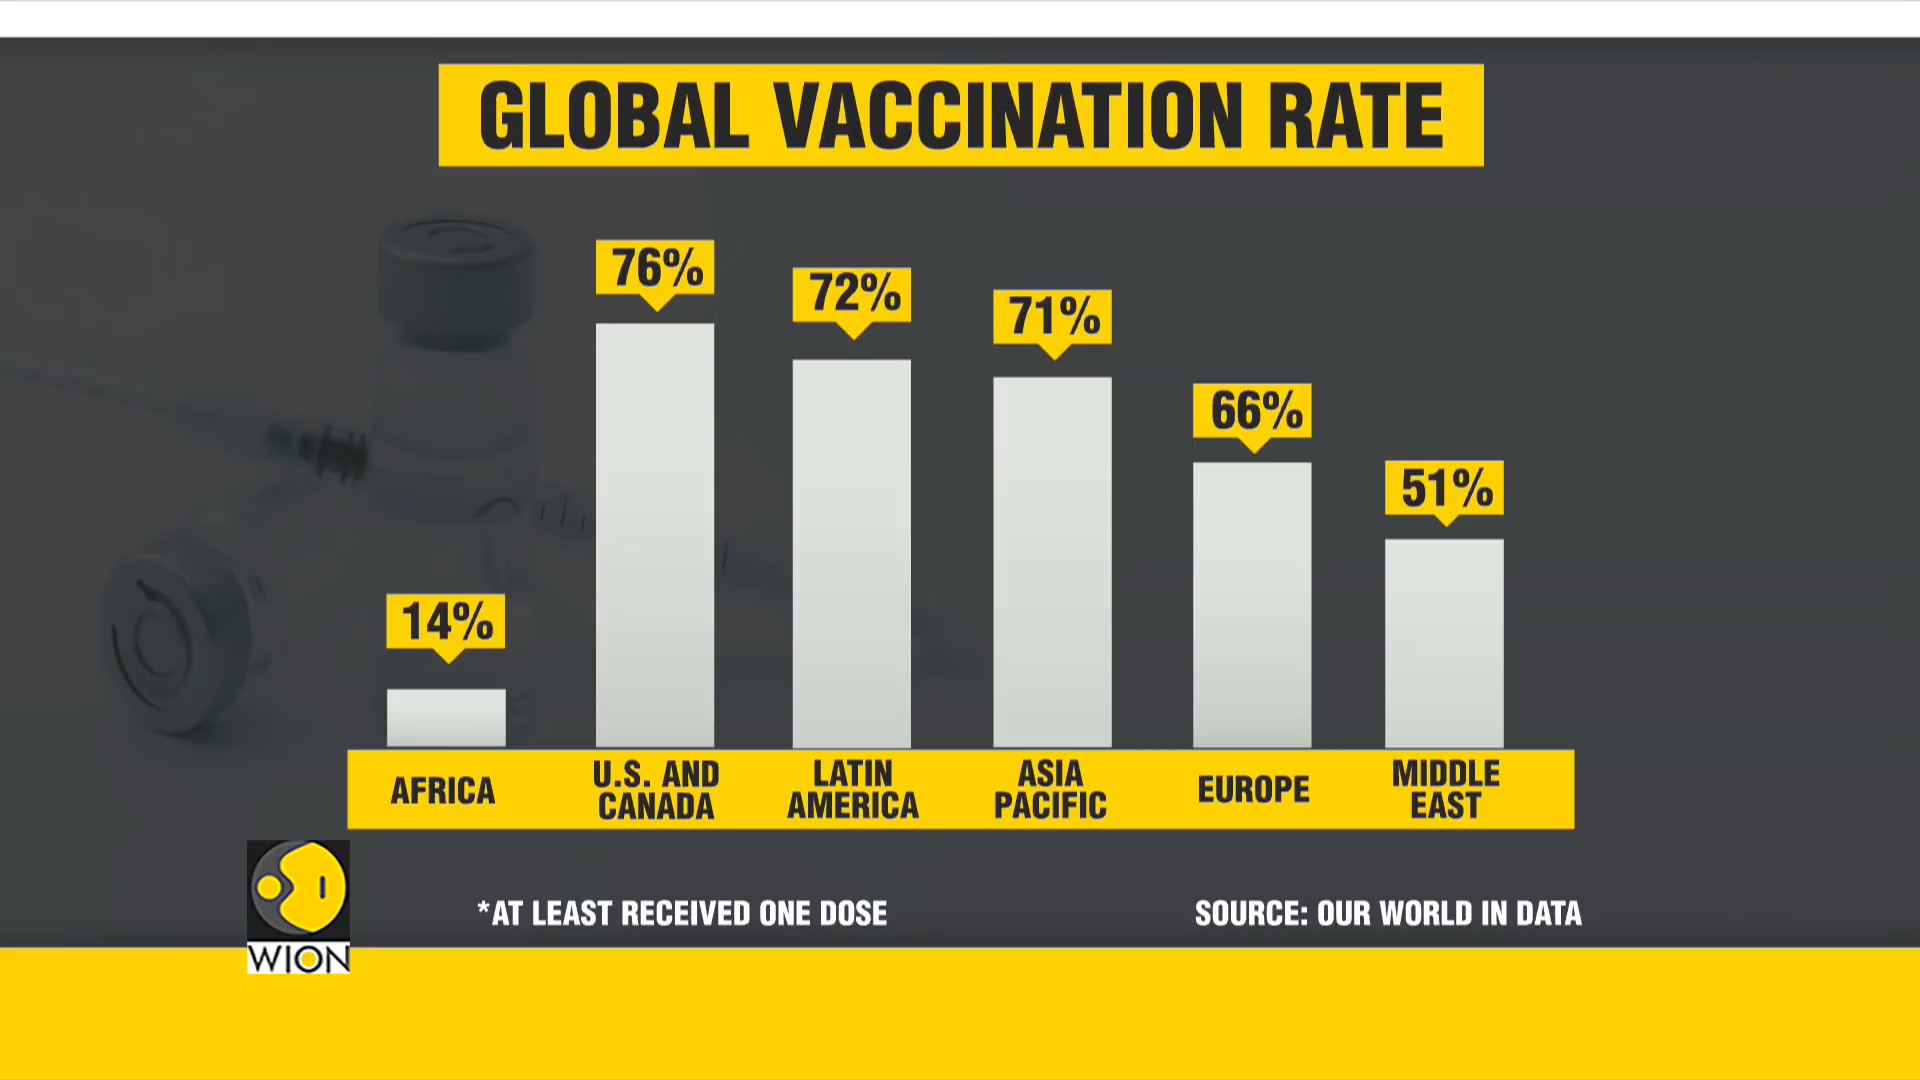 GLOBAL VACCINATION RATE
76%
72%
71%
66%
51%
14%
AFRICA
U.S. AND
CANADA
LATIN
AMERICA
ASIA
PACIFIC
EUROPE
MIDDLE
EAST
*AT LEAST RECEIVED ONE DOSE
SOURCE: OUR WORLD IN DATA
WION